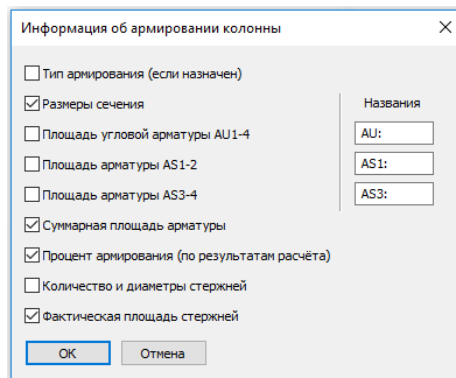 Информация об армировании колонны
Тип армирования (если назначен)
Размеры сечения
Названия
Площадь угловой арматуры AU1-4
AU:
Площадь арматуры AS1-2
AS1:
Площадь арматуры AS3-4
AS3:
Суммарная площадь арматуры
Процент армирования (по результатам расчёта)
Количество и диаметры стержней
Фактическая площадь стержней
ОК
Отмена